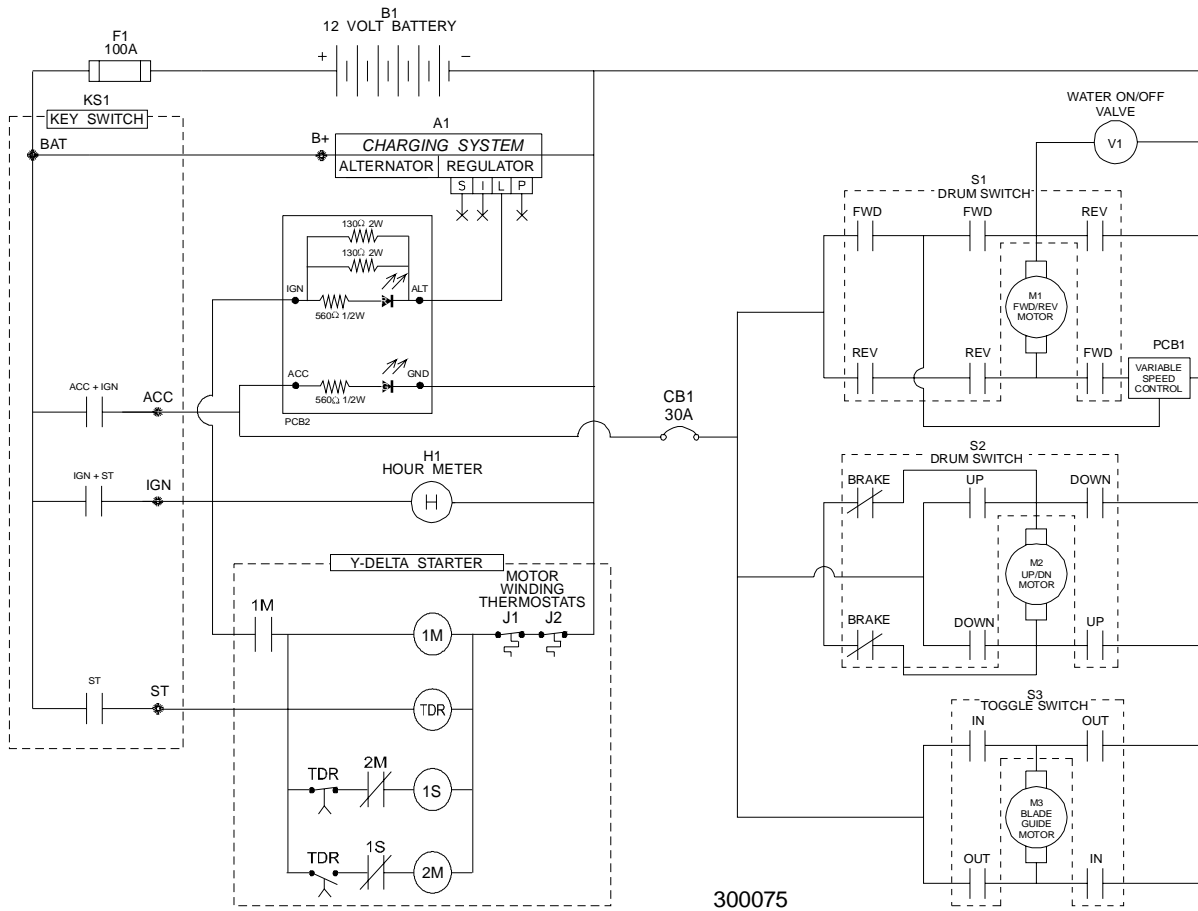 B1
12 VOLT BATTERY
+ −
F1
100A
KS1
KEY SWITCH
BAT
B+
A1
CHARGING SYSTEM
ALTERNATOR REGULATOR
S I L P
130Ω 2W
130Ω 2W
IGN
ALT
560Ω 1/2W
ACC
GND
560Ω 1/2W
PCB2
ACC + IGN
ACC
IGN + ST
IGN
H1
HOUR METER
H
Y-DELTA STARTER
MOTOR
WINDING
THERMOSTATS
J1 J2
1M
1M
ST
ST
TDR
TDR
2M
1S
TDR
1S
2M
CB1
30A
WATER ON/OFF
VALVE
V1
S1
DRUM SWITCH
FWD FWD REV
M1
FWD/REV
MOTOR
REV REV FWD
PCB1
VARIABLE
SPEED
CONTROL
S2
DRUM SWITCH
BRAKE UP DOWN
M2
UP/DN
MOTOR
BRAKE DOWN UP
S3
TOGGLE SWITCH
IN OUT
M3
BLADE
GUIDE
MOTOR
OUT IN
300075